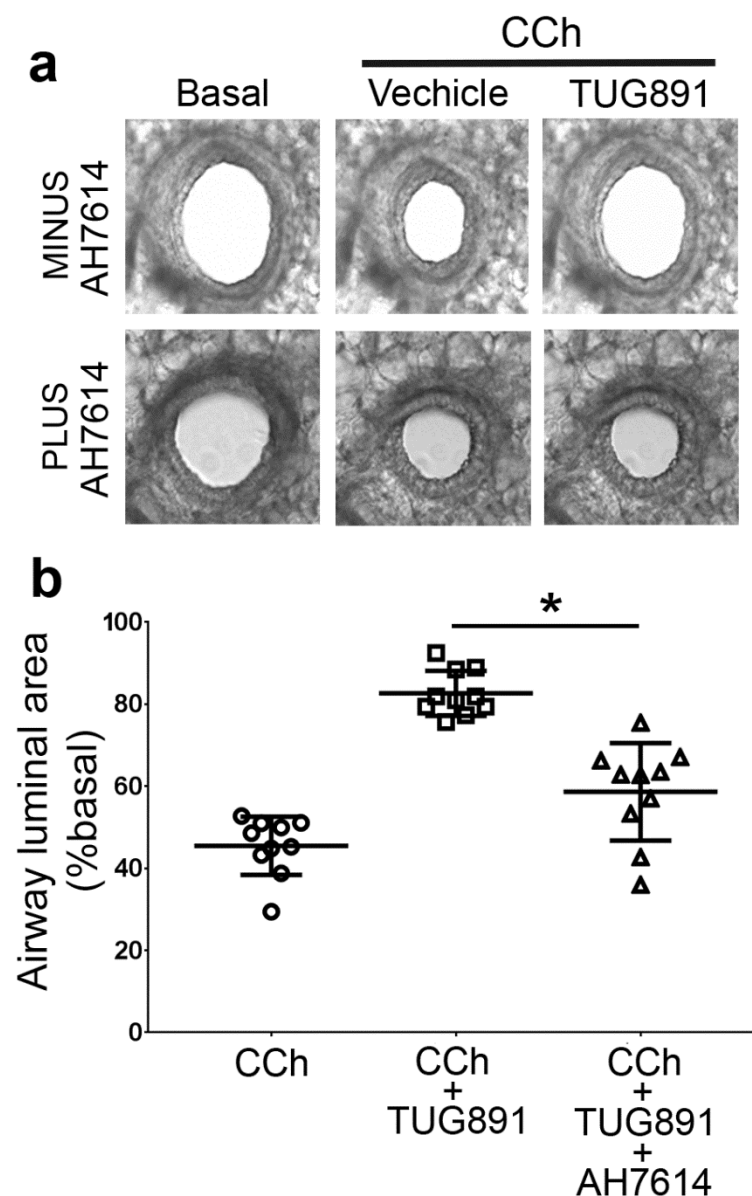 a
CCh
Basal
Vechicle
TUG891
MINUS
AH7614
PLUS
AH7614
b
Airway luminal area
(%basal)
100
80
60
40
20
0
*
CCh
CCh
+
TUG891
CCh
+
TUG891
+
AH7614